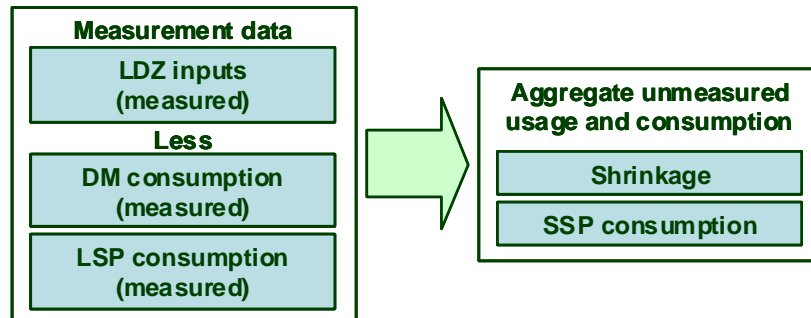 Measurement data
LDZ inputs
(measured)
Less
DM consumption
(measured)
LSP consumption
(measured)
Aggregate unmeasured
usage and consumption
Shrinkage
SSP consumption